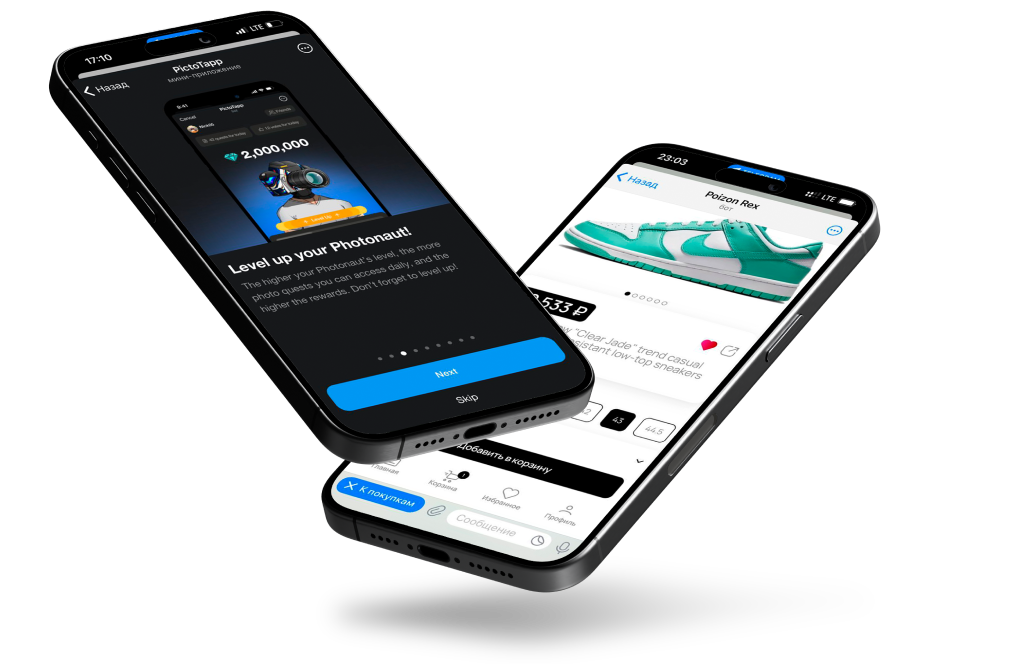 17:10
LTE
Назад
PictoTapp
мини-приложение
9:41
Cancel
PictoTapp
2,000,000
Level Up
Level up your Photonaut!
The higher your Photonaut's level, the more
photo quests you can access daily, and the
higher the rewards. Don't forget to level up!
Next
Skip
23:03
LTE
Назад
Poizon Rex
бот
533 ₽
"Clear Jade" trend casual
low-top sneakers
43
44.5
Добавить в корзину
Главная
Корзина
1
Избранное
Профиль
К покупкам
Сообщение